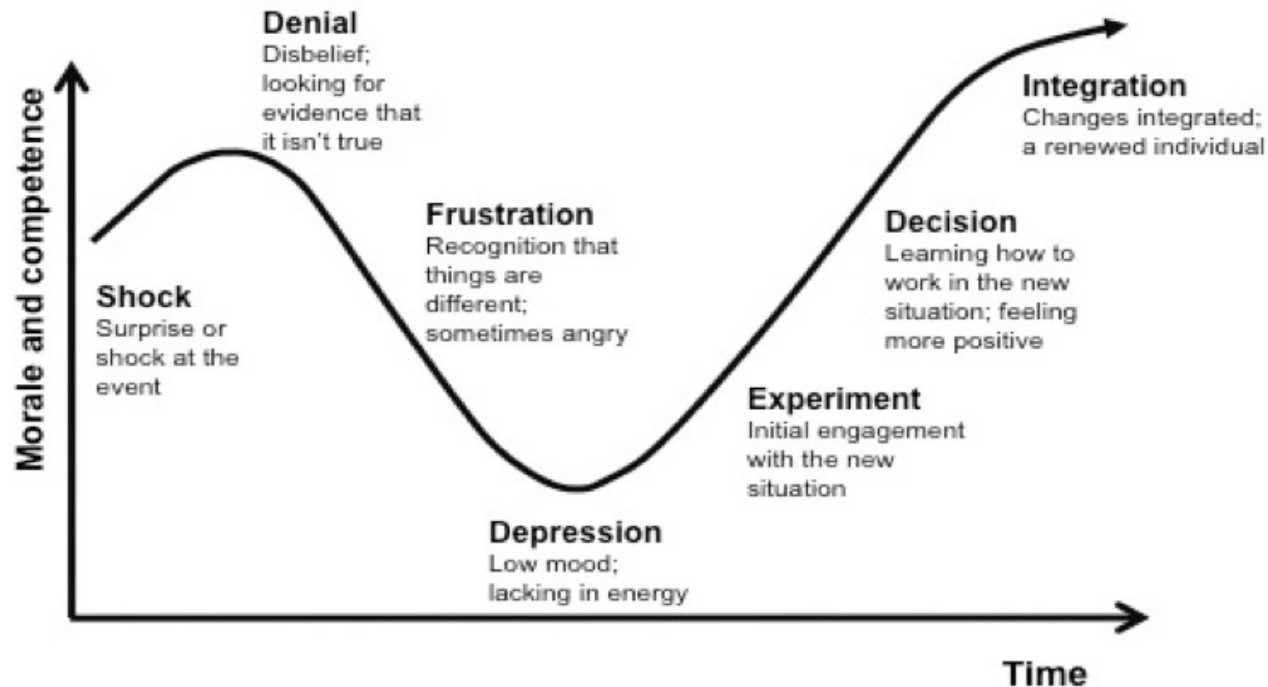 Denial
Disbelief;
looking for
evidence that
it isn't true
Morale and competence
Shock
Surprise or
shock at the
event
Frustration
Recognition that
things are
different;
sometimes angry
Depression
Low mood;
lacking in energy
Experiment
Initial engagement
with the new
situation
Decision
Learning how to
work in the new
situation; feeling
more positive
Integration
Changes integrated;
a renewed individual
Time